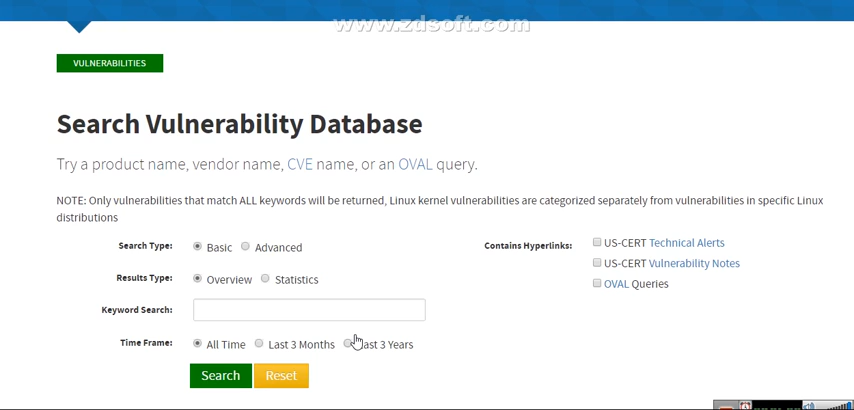 www.zdsoft.com
VULNERABILITIES
Search Vulnerability Database
Try a product name, vendor name, CVE name, or an OVAL query.
NOTE: Only vulnerabilities that match ALL keywords will be returned, Linux kernel vulnerabilities are categorized separately from vulnerabilities in specific Linux
distributions
Search Type: Basic Advanced
Contains Hyperlinks: US-CERT Technical Alerts
US-CERT Vulnerability Notes
OVAL Queries
Results Type: Overview Statistics
Keyword Search:
Time Frame: All Time Last 3 Months Last 3 Years
Search Reset